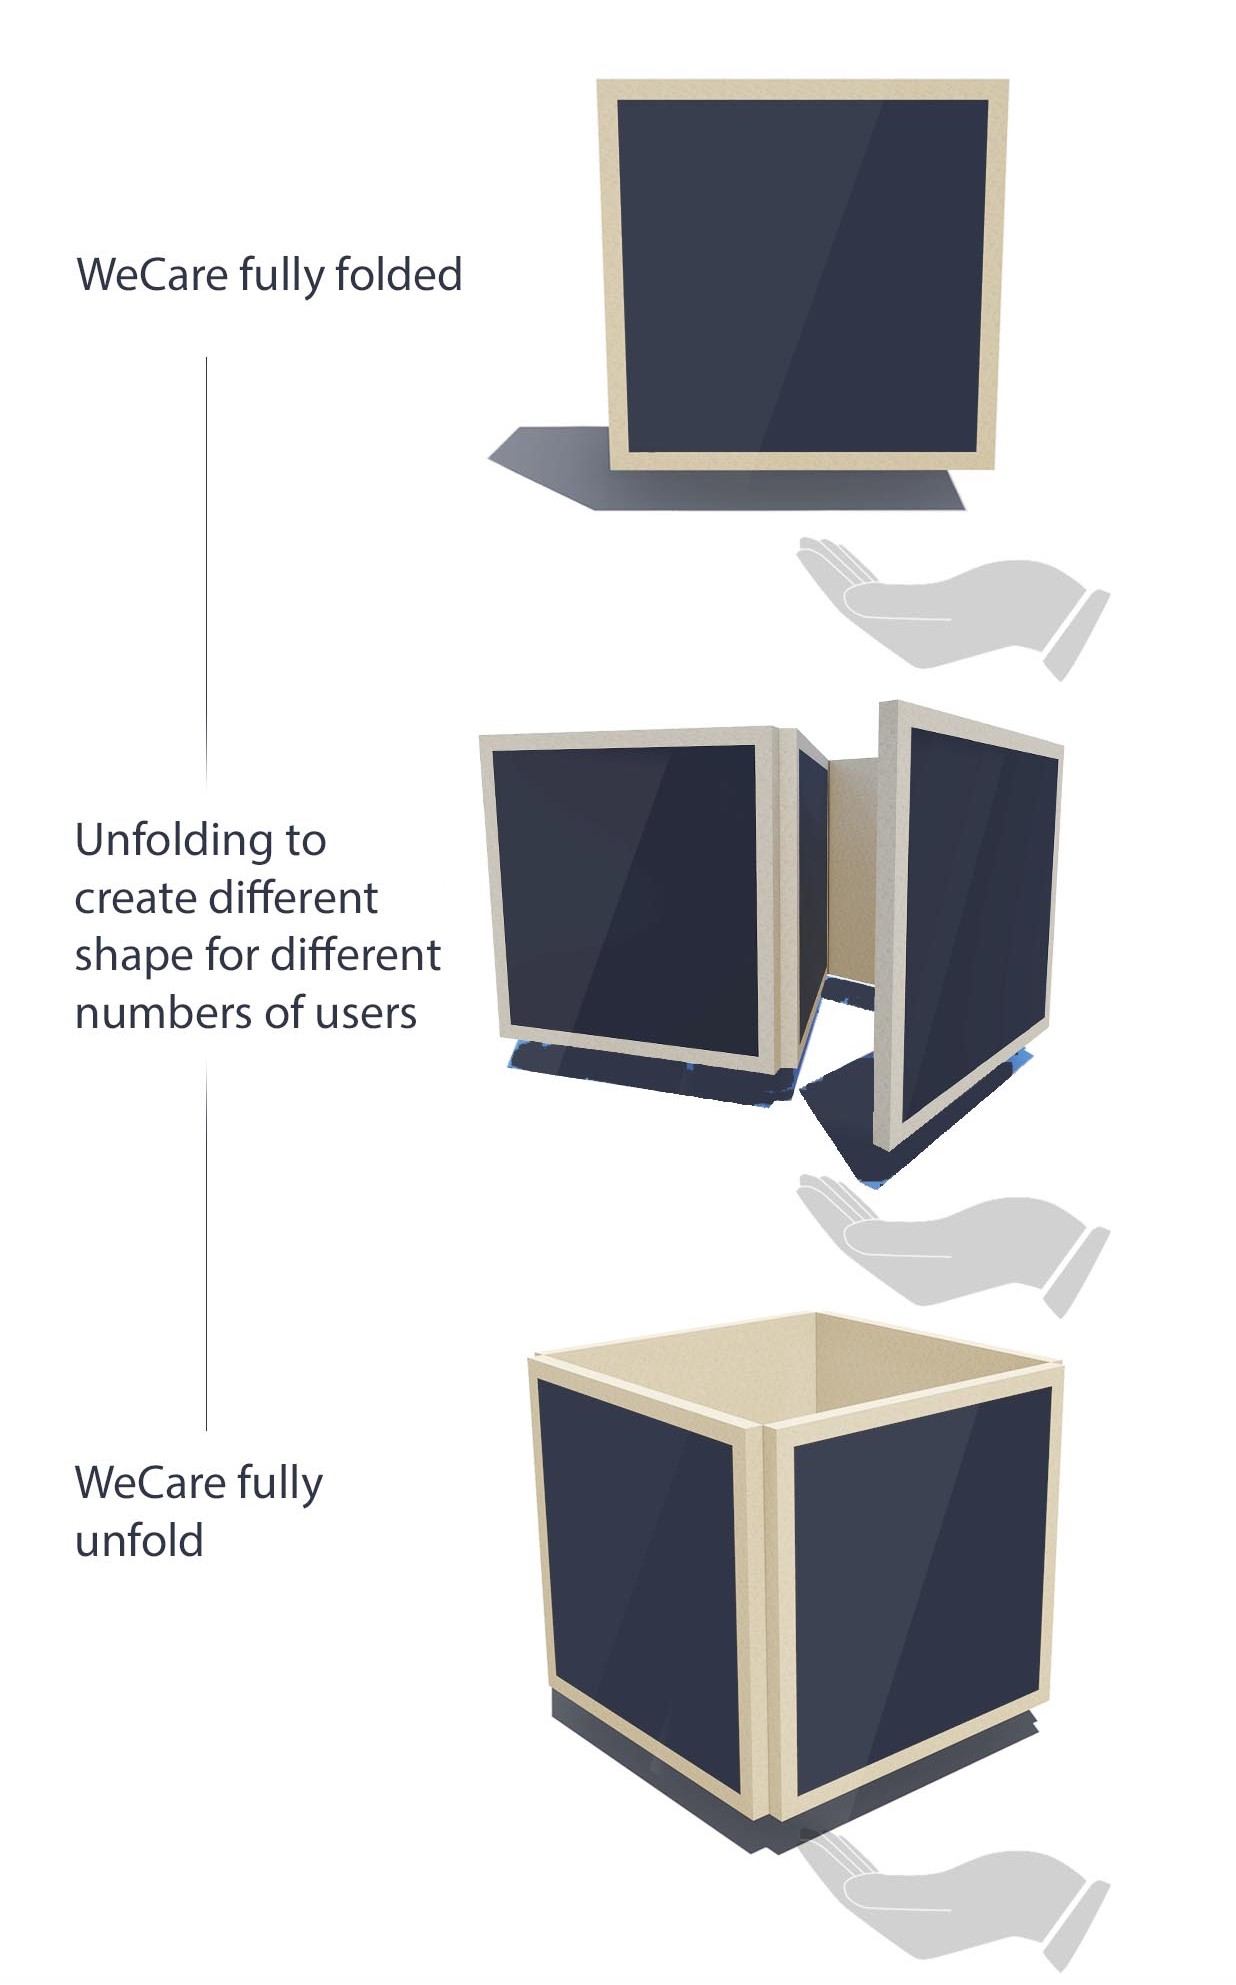 WeCare fully folded
Unfolding to
create different
shape for different
numbers of users
WeCare fully
unfold